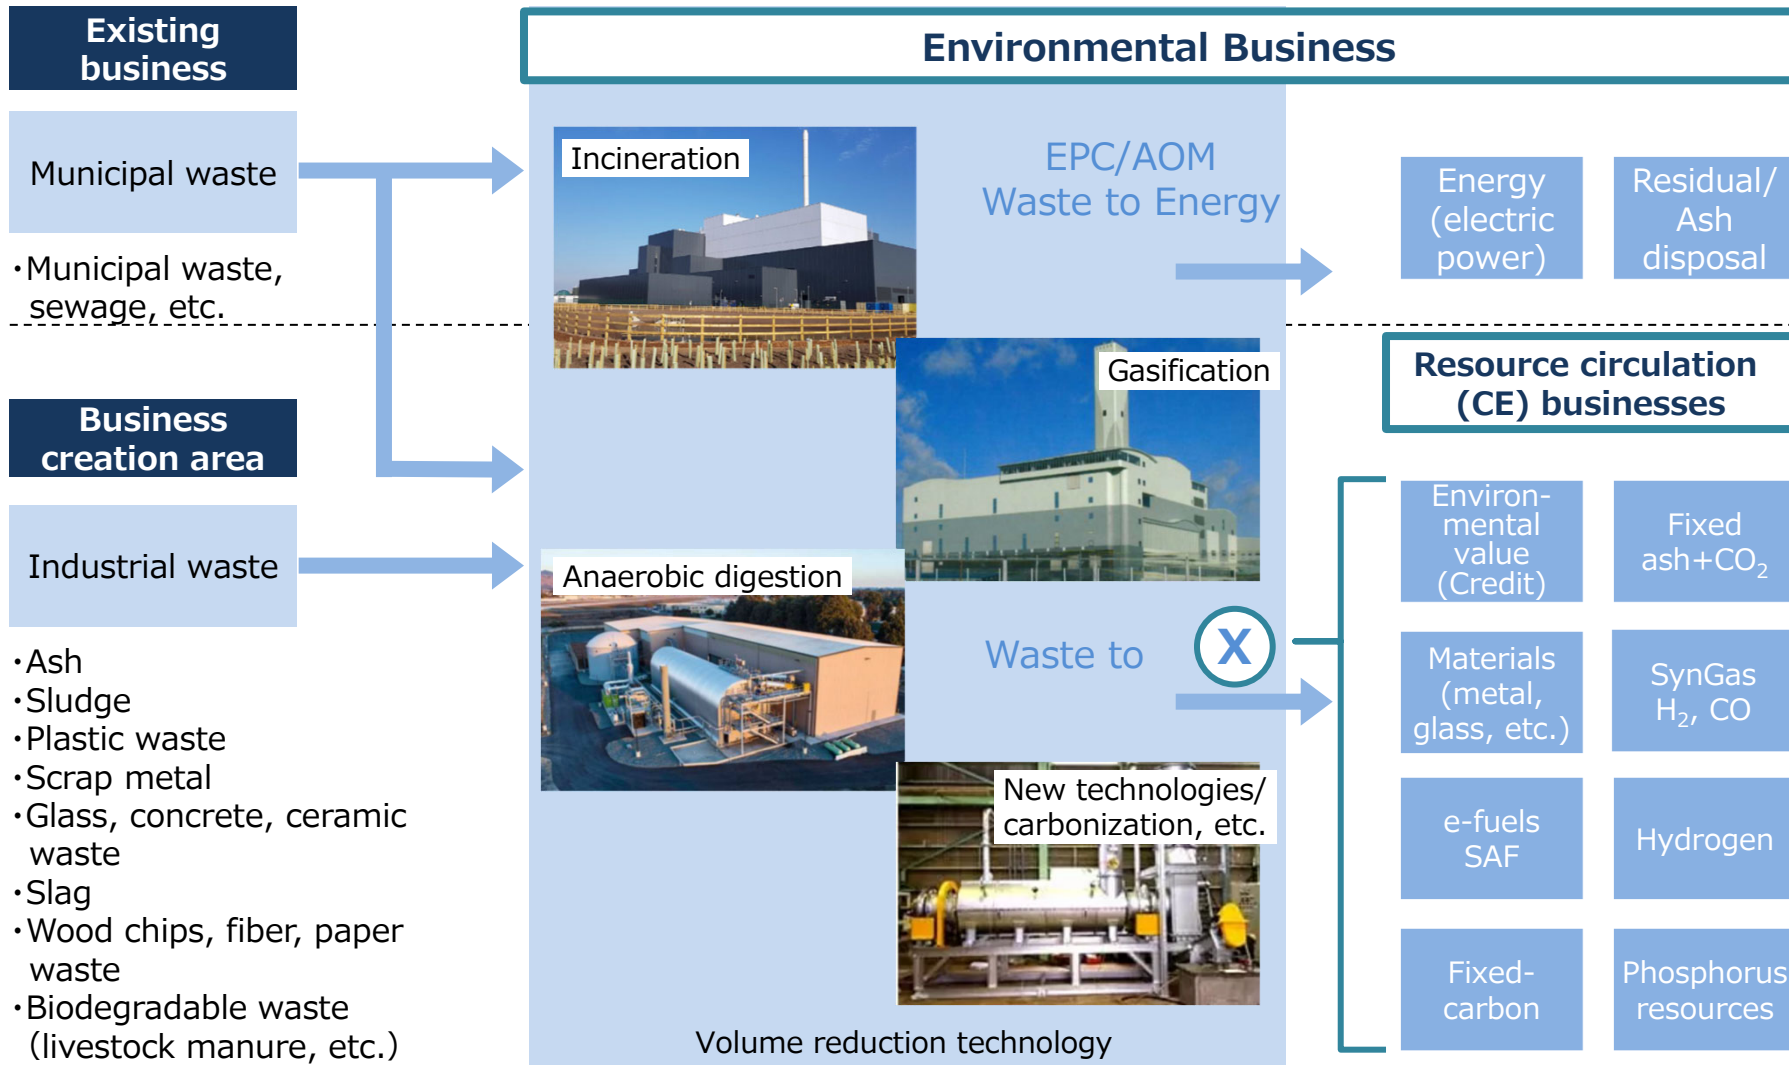 Existing
business
Environmental Business
Municipal waste
・Municipal waste,
sewage, etc.
Incineration
EPC/AOM
Waste to Energy
Energy
(electric
power)
Residual/
Ash
disposal
Business
creation area
Industrial waste
・Ash
・Sludge
・Plastic waste
・Scrap metal
・Glass, concrete, ceramic
waste
・Slag
・Wood chips, fiber, paper
waste
・Biodegradable waste
(livestock manure, etc.)
Gasification
Anaerobic digestion
Waste to
X
New technologies/
carbonization, etc.
Volume reduction technology
Resource circulation
(CE) businesses
Environ-
mental
value
(Credit)
Fixed
ash+CO₂
Materials
(metal,
glass, etc.)
SynGas
H₂, CO
e-fuels
SAF
Hydrogen
Fixed-
carbon
Phosphorus
resources